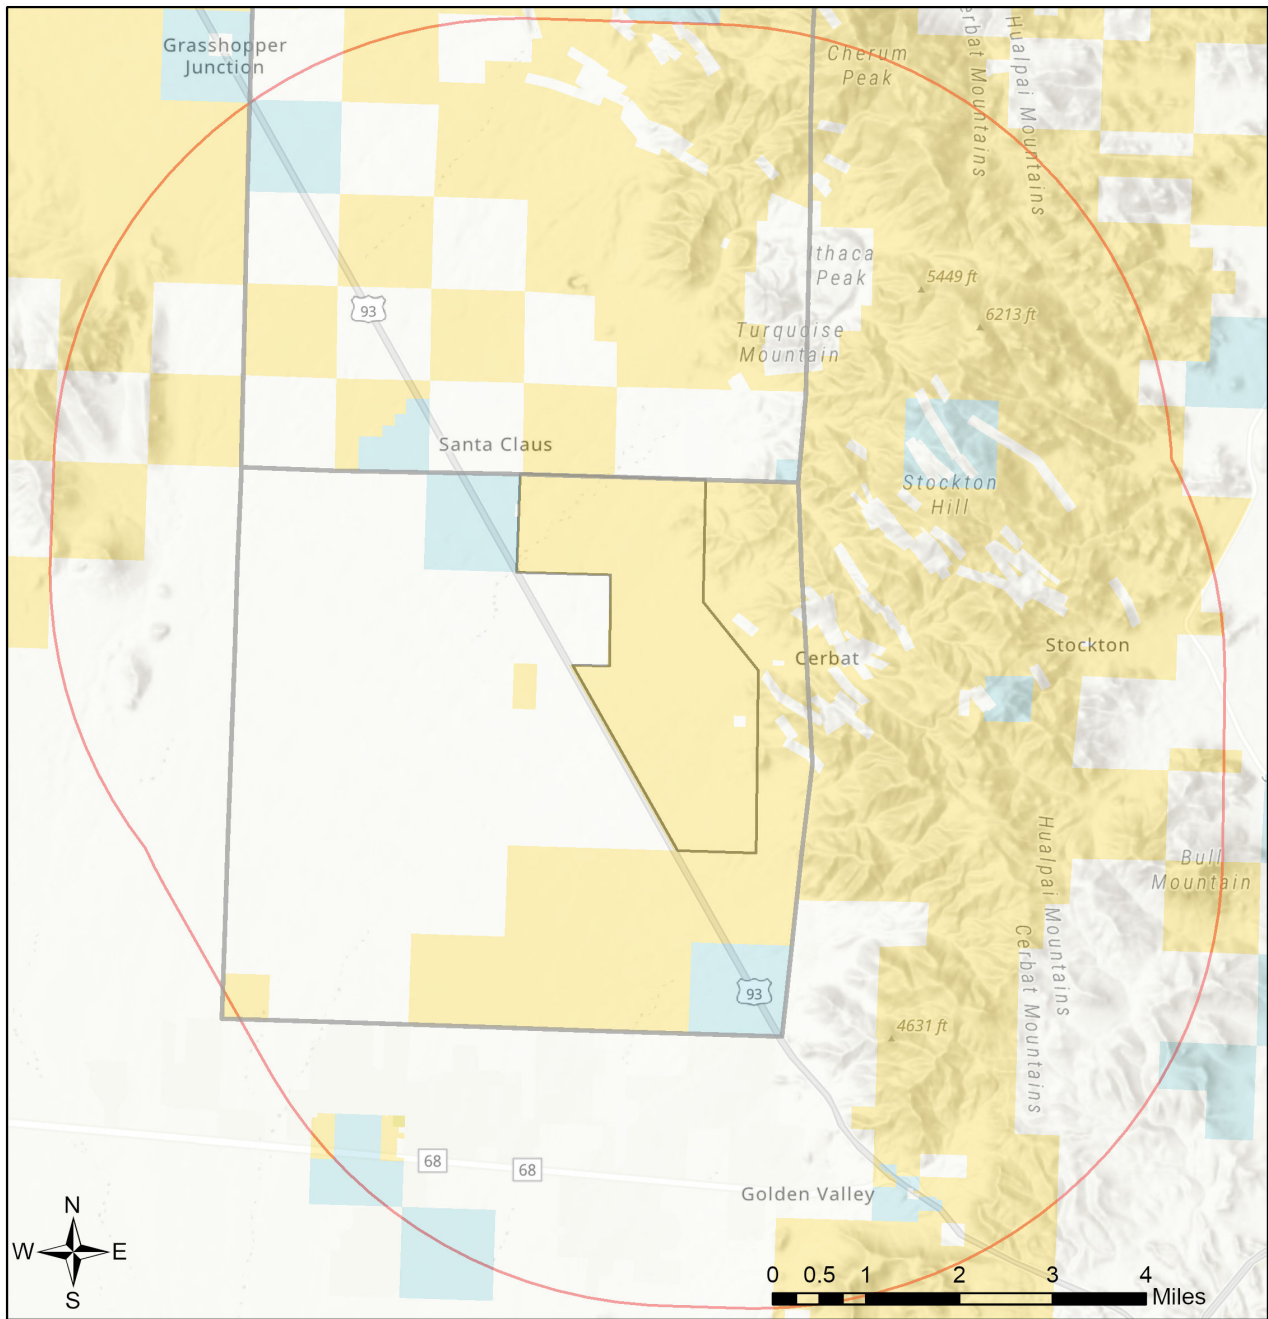 Grasshopper
Junction
Cherum
Peak
Cerbat Mountains
Hualpai Mountains
Ithaca
Peak
5449 ft
6213 ft
93
Turquoise
Mountain
Santa Claus
Stockton
Hill
Cerbat
Stockton
Bull
Mountain
Hualpai Mountains
Cerbat Mountains
93
4631 ft
68
68
Golden Valley
N
W E
S
0 0.5 1 2 3 4
Miles